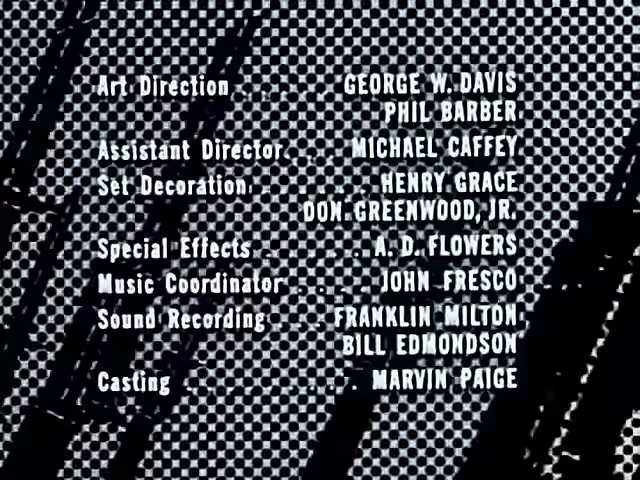 Art Direction . . . . . GEORGE W. DAVIS
PHIL BARBER
Assistant Director. . . . MICHAEL CAFFEY
Set Decoration . . . . . HENRY GRACE
DON GREENWOOD, JR.
Special Effects . . . . . A. D. FLOWERS
Music Coordinator . . . . JOHN FRESCO
Sound Recording . . . FRANKLIN MILTON
BILL EDMONDSON
Casting . . . . . . . MARVIN PAIGE